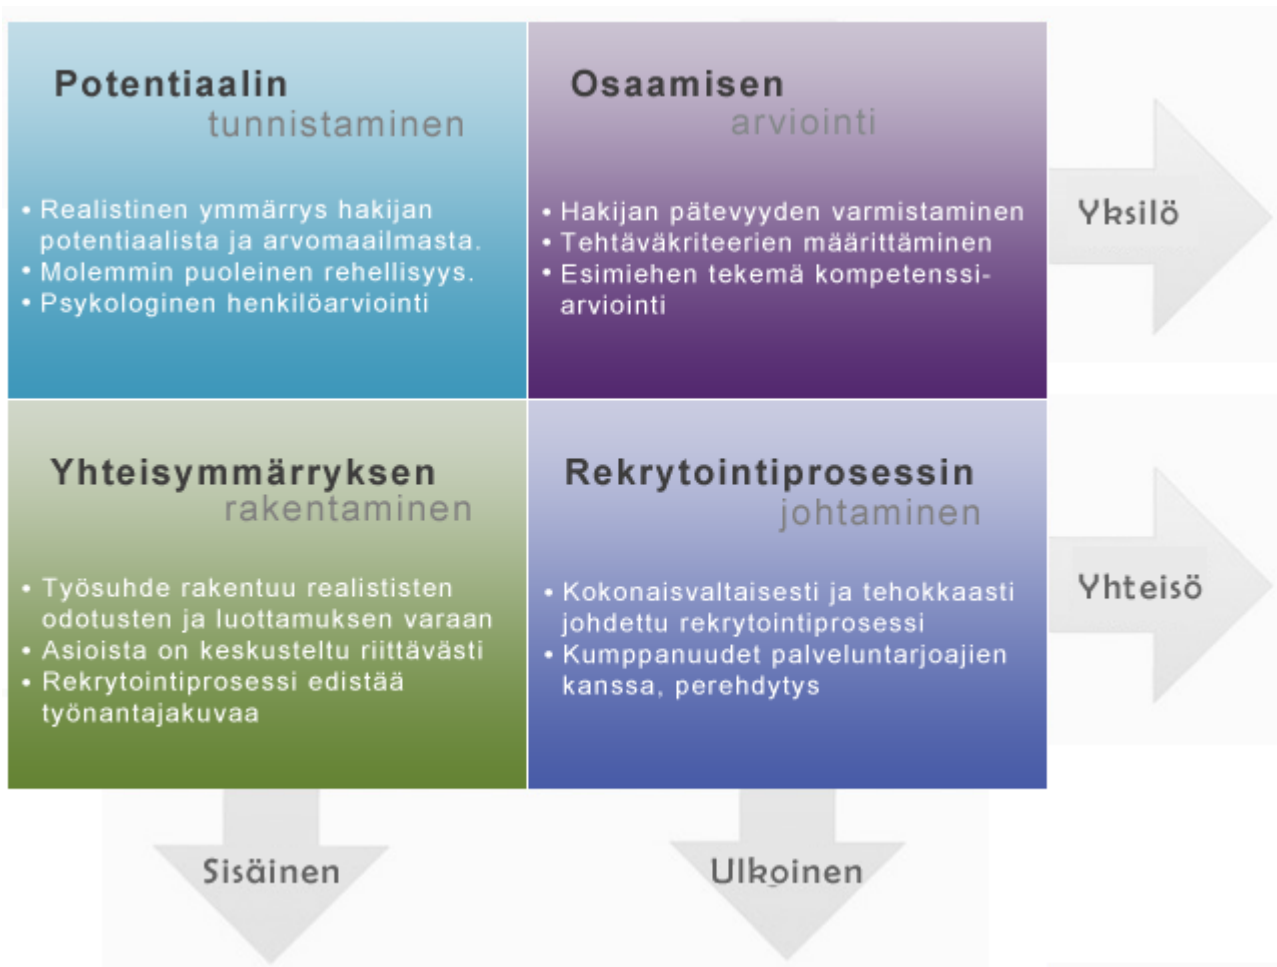 Potentiaalin
tunnistaminen
• Realistinen ymmärrys hakijan
potentiaalista ja arvomaailmasta.
• Molemmin puoleinen rehellisyys.
• Psykologinen henkilöarviointi
Osaamisen
arviointi
• Hakijan pätevyyden varmistaminen
• Tehtäväkriteerien määrittäminen
• Esimiehen tekemä kompetenssi-
arviointi
Yksilö
Yhteisymmärryksen
rakentaminen
• Työsuhde rakentuu realististen
odotusten ja luottamuksen varaan
• Asioista on keskusteltu riittävästi
• Rekrytointiprosessi edistää
työnantajakuvaa
Rekrytointiprosessin
johtaminen
• Kokonaisvaltaisesti ja tehokkaasti
johdettu rekrytointiprosessi
• Kumppanuudet palveluntarjoajien
kanssa, perehdytys
Yhteisö
Sisäinen
Ulkoinen